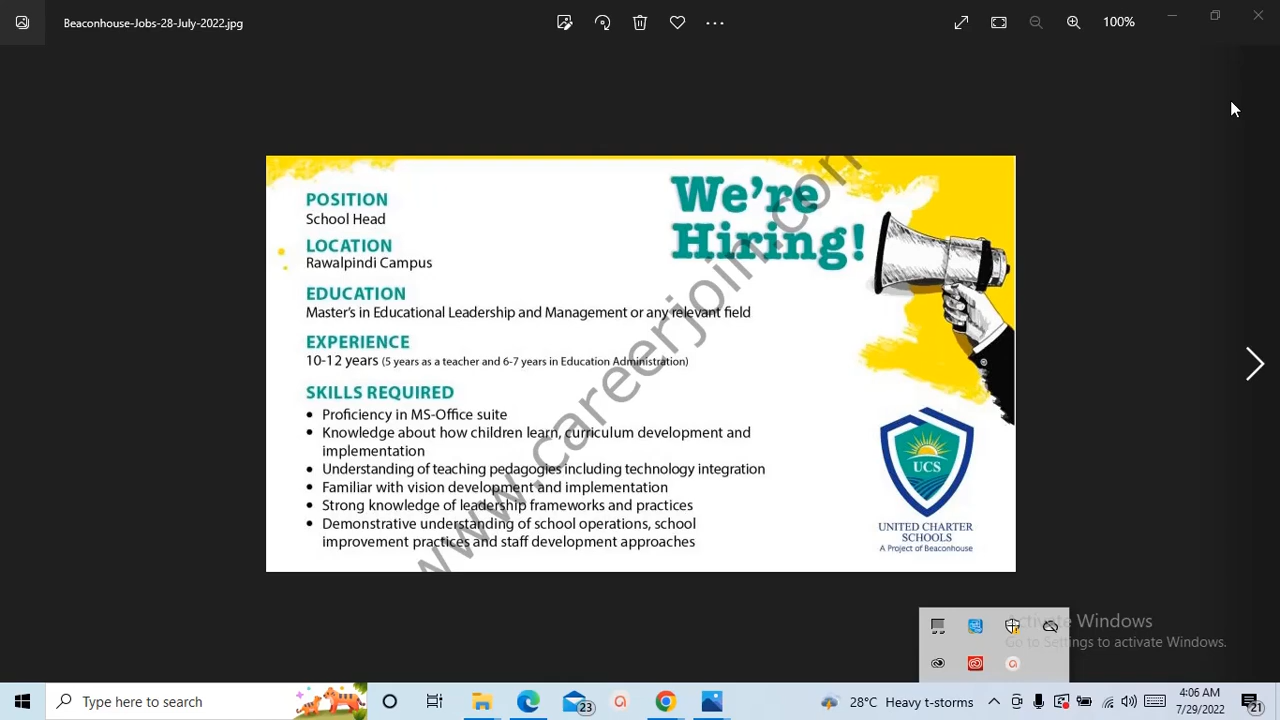 Beaconhouse-Jobs-28-July-2022.jpg
100%
POSITION
School Head
LOCATION
Rawalpindi Campus
EDUCATION
Master's in Educational Leadership and Management or any relevant field
EXPERIENCE
10-12 years (5 years as a teacher and 6-7 years in Education Administration)
SKILLS REQUIRED
• Proficiency in MS-Office suite
• Knowledge about how children learn, curriculum development and
implementation
• Understanding of teaching pedagogies including technology integration
• Familiar with vision development and implementation
• Strong knowledge of leadership frameworks and practices
• Demonstrative understanding of school operations, school
improvement practices and staff development approaches
We're
Hiring!
www.careerjoin.com
UCS
UNITED CHARTER
SCHOOLS
A Project of Beaconhouse
Activate Windows
Go to Settings to activate Windows.
Type here to search
23
28°C Heavy t-storms
4:06 AM
7/29/2022
21